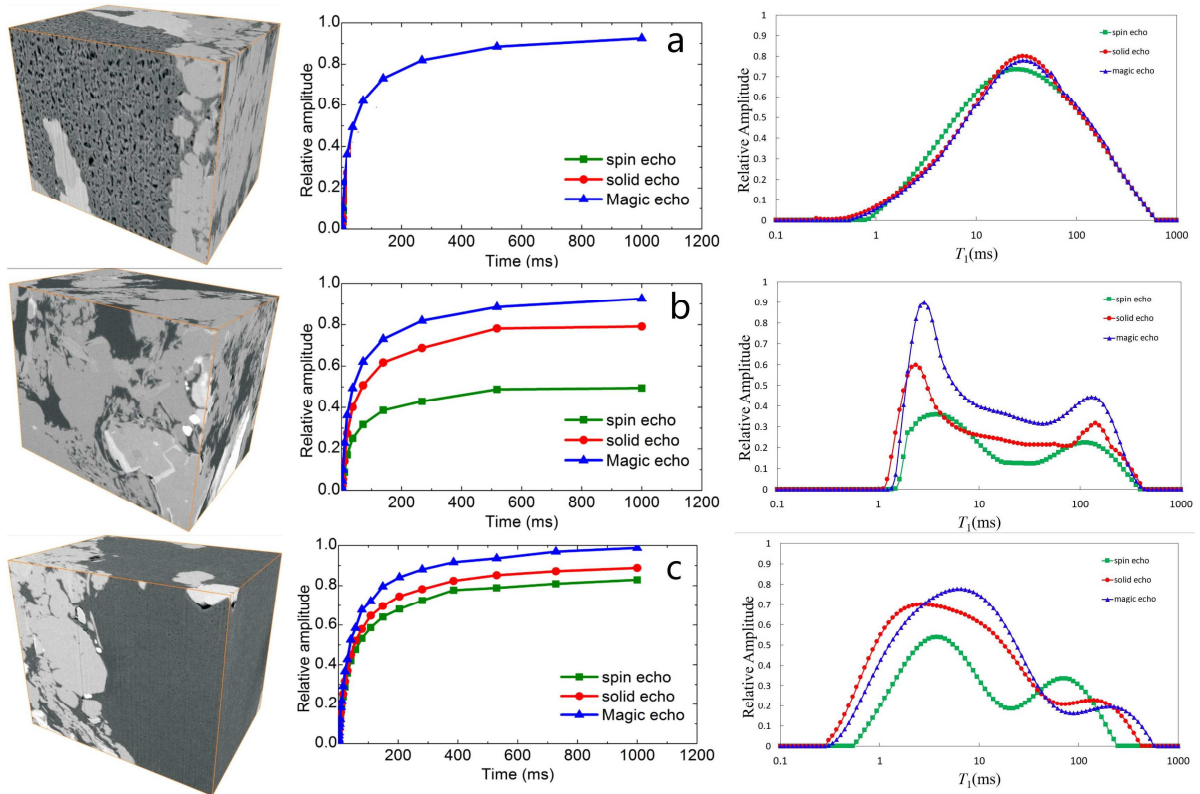 a
Relative amplitude
1.0
0.8
0.6
0.4
0.2
0.0
spin echo
solid echo
Magic echo
200 400 600 800 1000 1200
Time (ms)
Relative Amplitude
1
0.9
0.8
0.7
0.6
0.5
0.4
0.3
0.2
0.1
0
spin echo
solid echo
magic echo
0.1 1 10 100 1000
T1(ms)
b
Relative amplitude
1.0
0.8
0.6
0.4
0.2
0.0
spin echo
solid echo
Magic echo
200 400 600 800 1000 1200
Time (ms)
Relative Amplitude
1
0.9
0.8
0.7
0.6
0.5
0.4
0.3
0.2
0.1
0
spin echo
solid echo
magic echo
0.1 1 10 100 1000
T1(ms)
c
Relative amplitude
1.0
0.8
0.6
0.4
0.2
0.0
spin echo
solid echo
Magic echo
200 400 600 800 1000 1200
Time (ms)
Relative Amplitude
1
0.9
0.8
0.7
0.6
0.5
0.4
0.3
0.2
0.1
0
spin echo
solid echo
magic echo
0.1 1 10 100 1000
T1(ms)